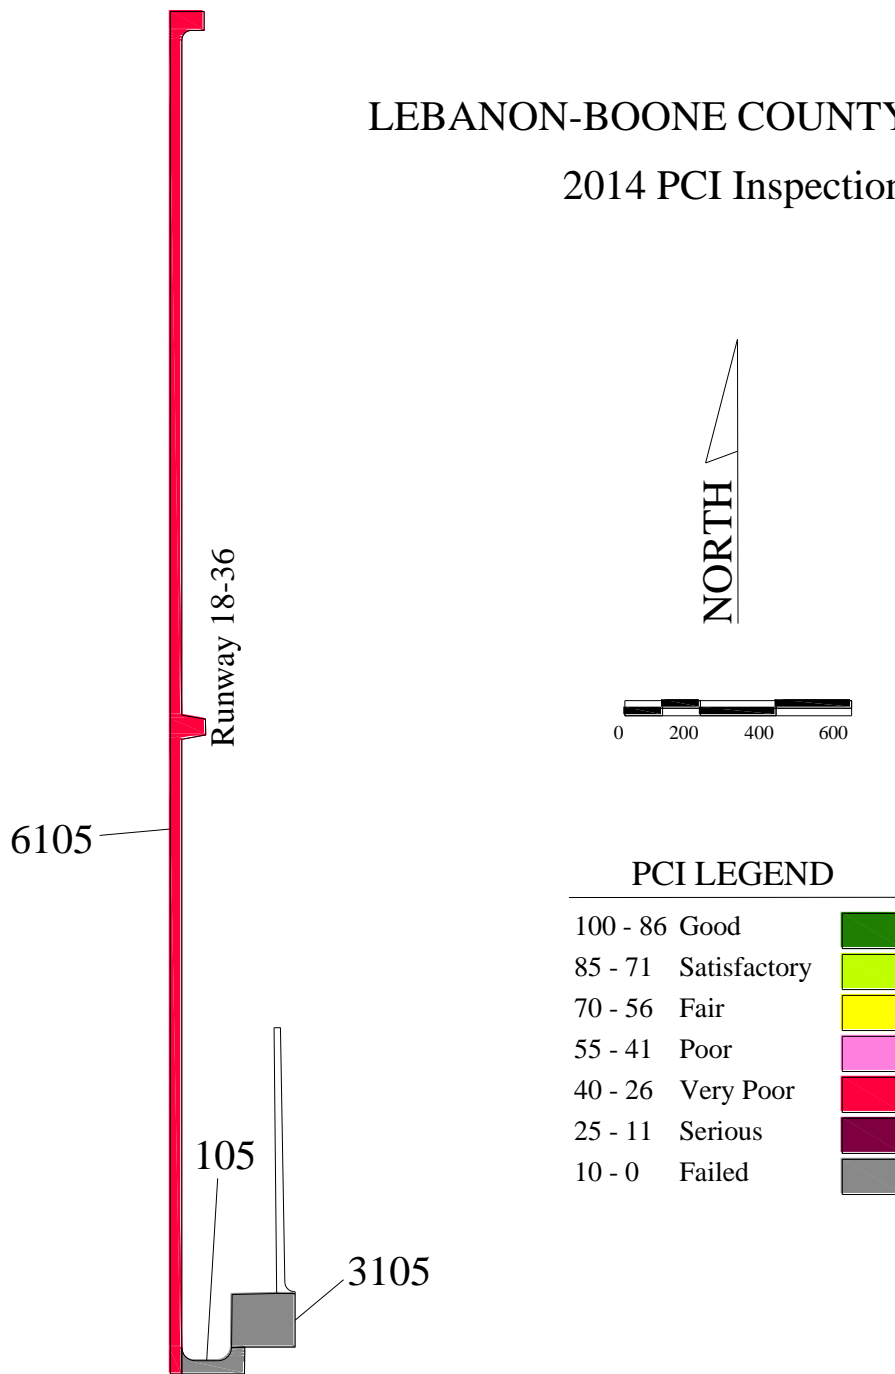 LEBANON-BOONE COUNTY
2014 PCI Inspection
NORTH
Runway 18-36
0 200 400 600
6105
PCI LEGEND
100 - 86 Good
85 - 71 Satisfactory
70 - 56 Fair
55 - 41 Poor
40 - 26 Very Poor
25 - 11 Serious
10 - 0 Failed
105
3105